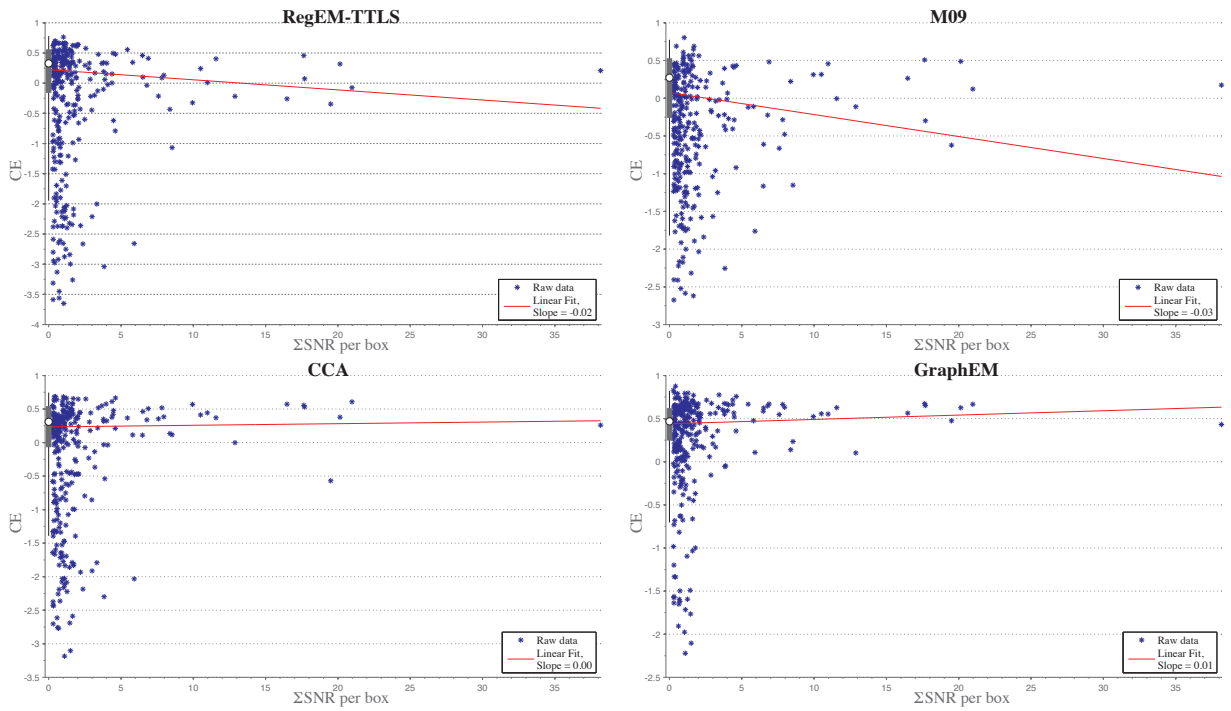 RegEM-TTLS
1
0.5
0
-0.5
-1
-1.5
-2
-2.5
-3
-3.5
-4
CE
0 5 10 15 20 25 30 35
ΣSNR per box
Raw data
Linear Fit,
Slope = -0.02
M09
1
0.5
0
-0.5
-1
-1.5
-2
-2.5
-3
CE
0 5 10 15 20 25 30 35
ΣSNR per box
Raw data
Linear Fit,
Slope = -0.03
CCA
1
0.5
0
-0.5
-1
-1.5
-2
-2.5
-3
-3.5
CE
0 5 10 15 20 25 30 35
ΣSNR per box
Raw data
Linear Fit,
Slope = 0.00
GraphEM
1
0.5
0
-0.5
-1
-1.5
-2
-2.5
CE
0 5 10 15 20 25 30 35
ΣSNR per box
Raw data
Linear Fit,
Slope = 0.01